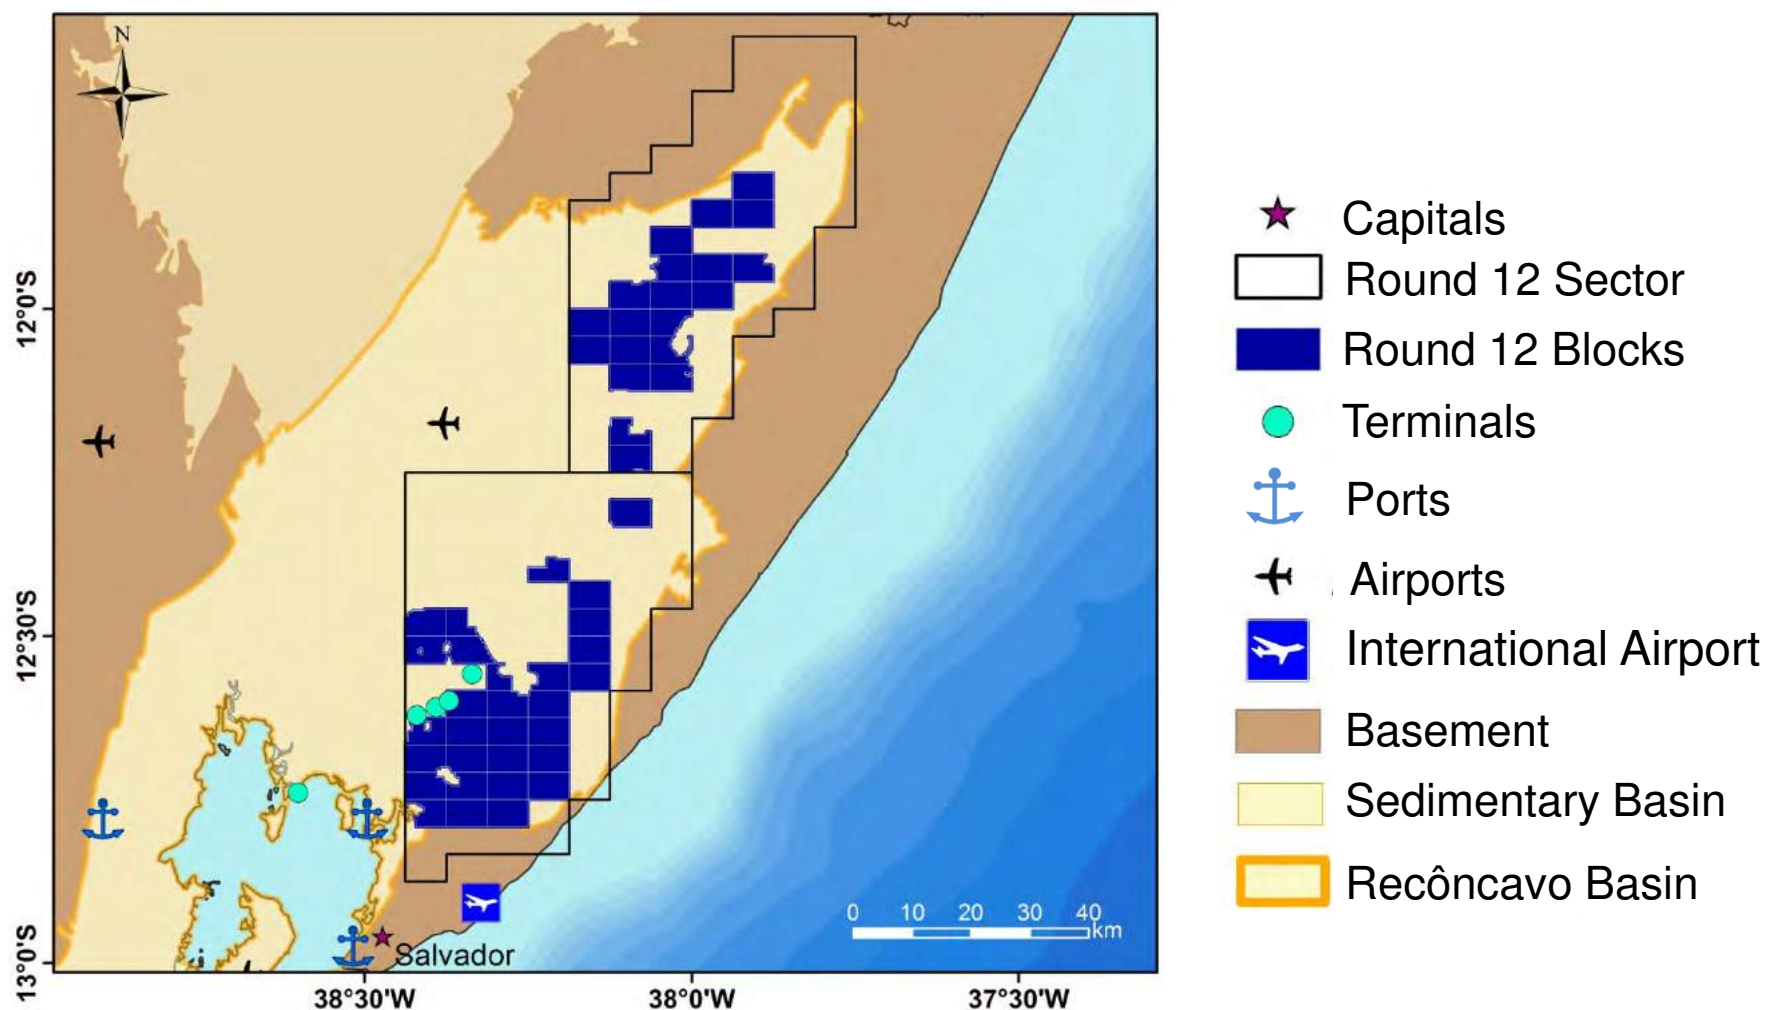 N
12°0'S
12°30'S
13°0'S
38°30'W
38°0'W
37°30'W
Salvador
0 10 20 30 40
km
Capitals
Round 12 Sector
Round 12 Blocks
Terminals
Ports
Airports
International Airport
Basement
Sedimentary Basin
Recôncavo Basin